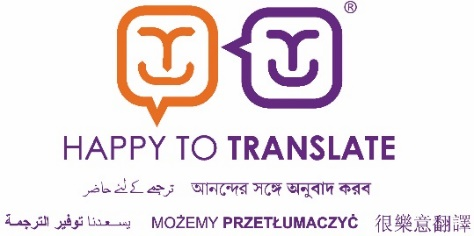 ®
HAPPY TO TRANSLATE
ترجمے کے لئے حاضر আনন্দের সঙ্গে অনুবাদ করব
يسعدنا توفير الترجمة MOŻEMY PRZETŁUMACZYĆ 很樂意翻譯